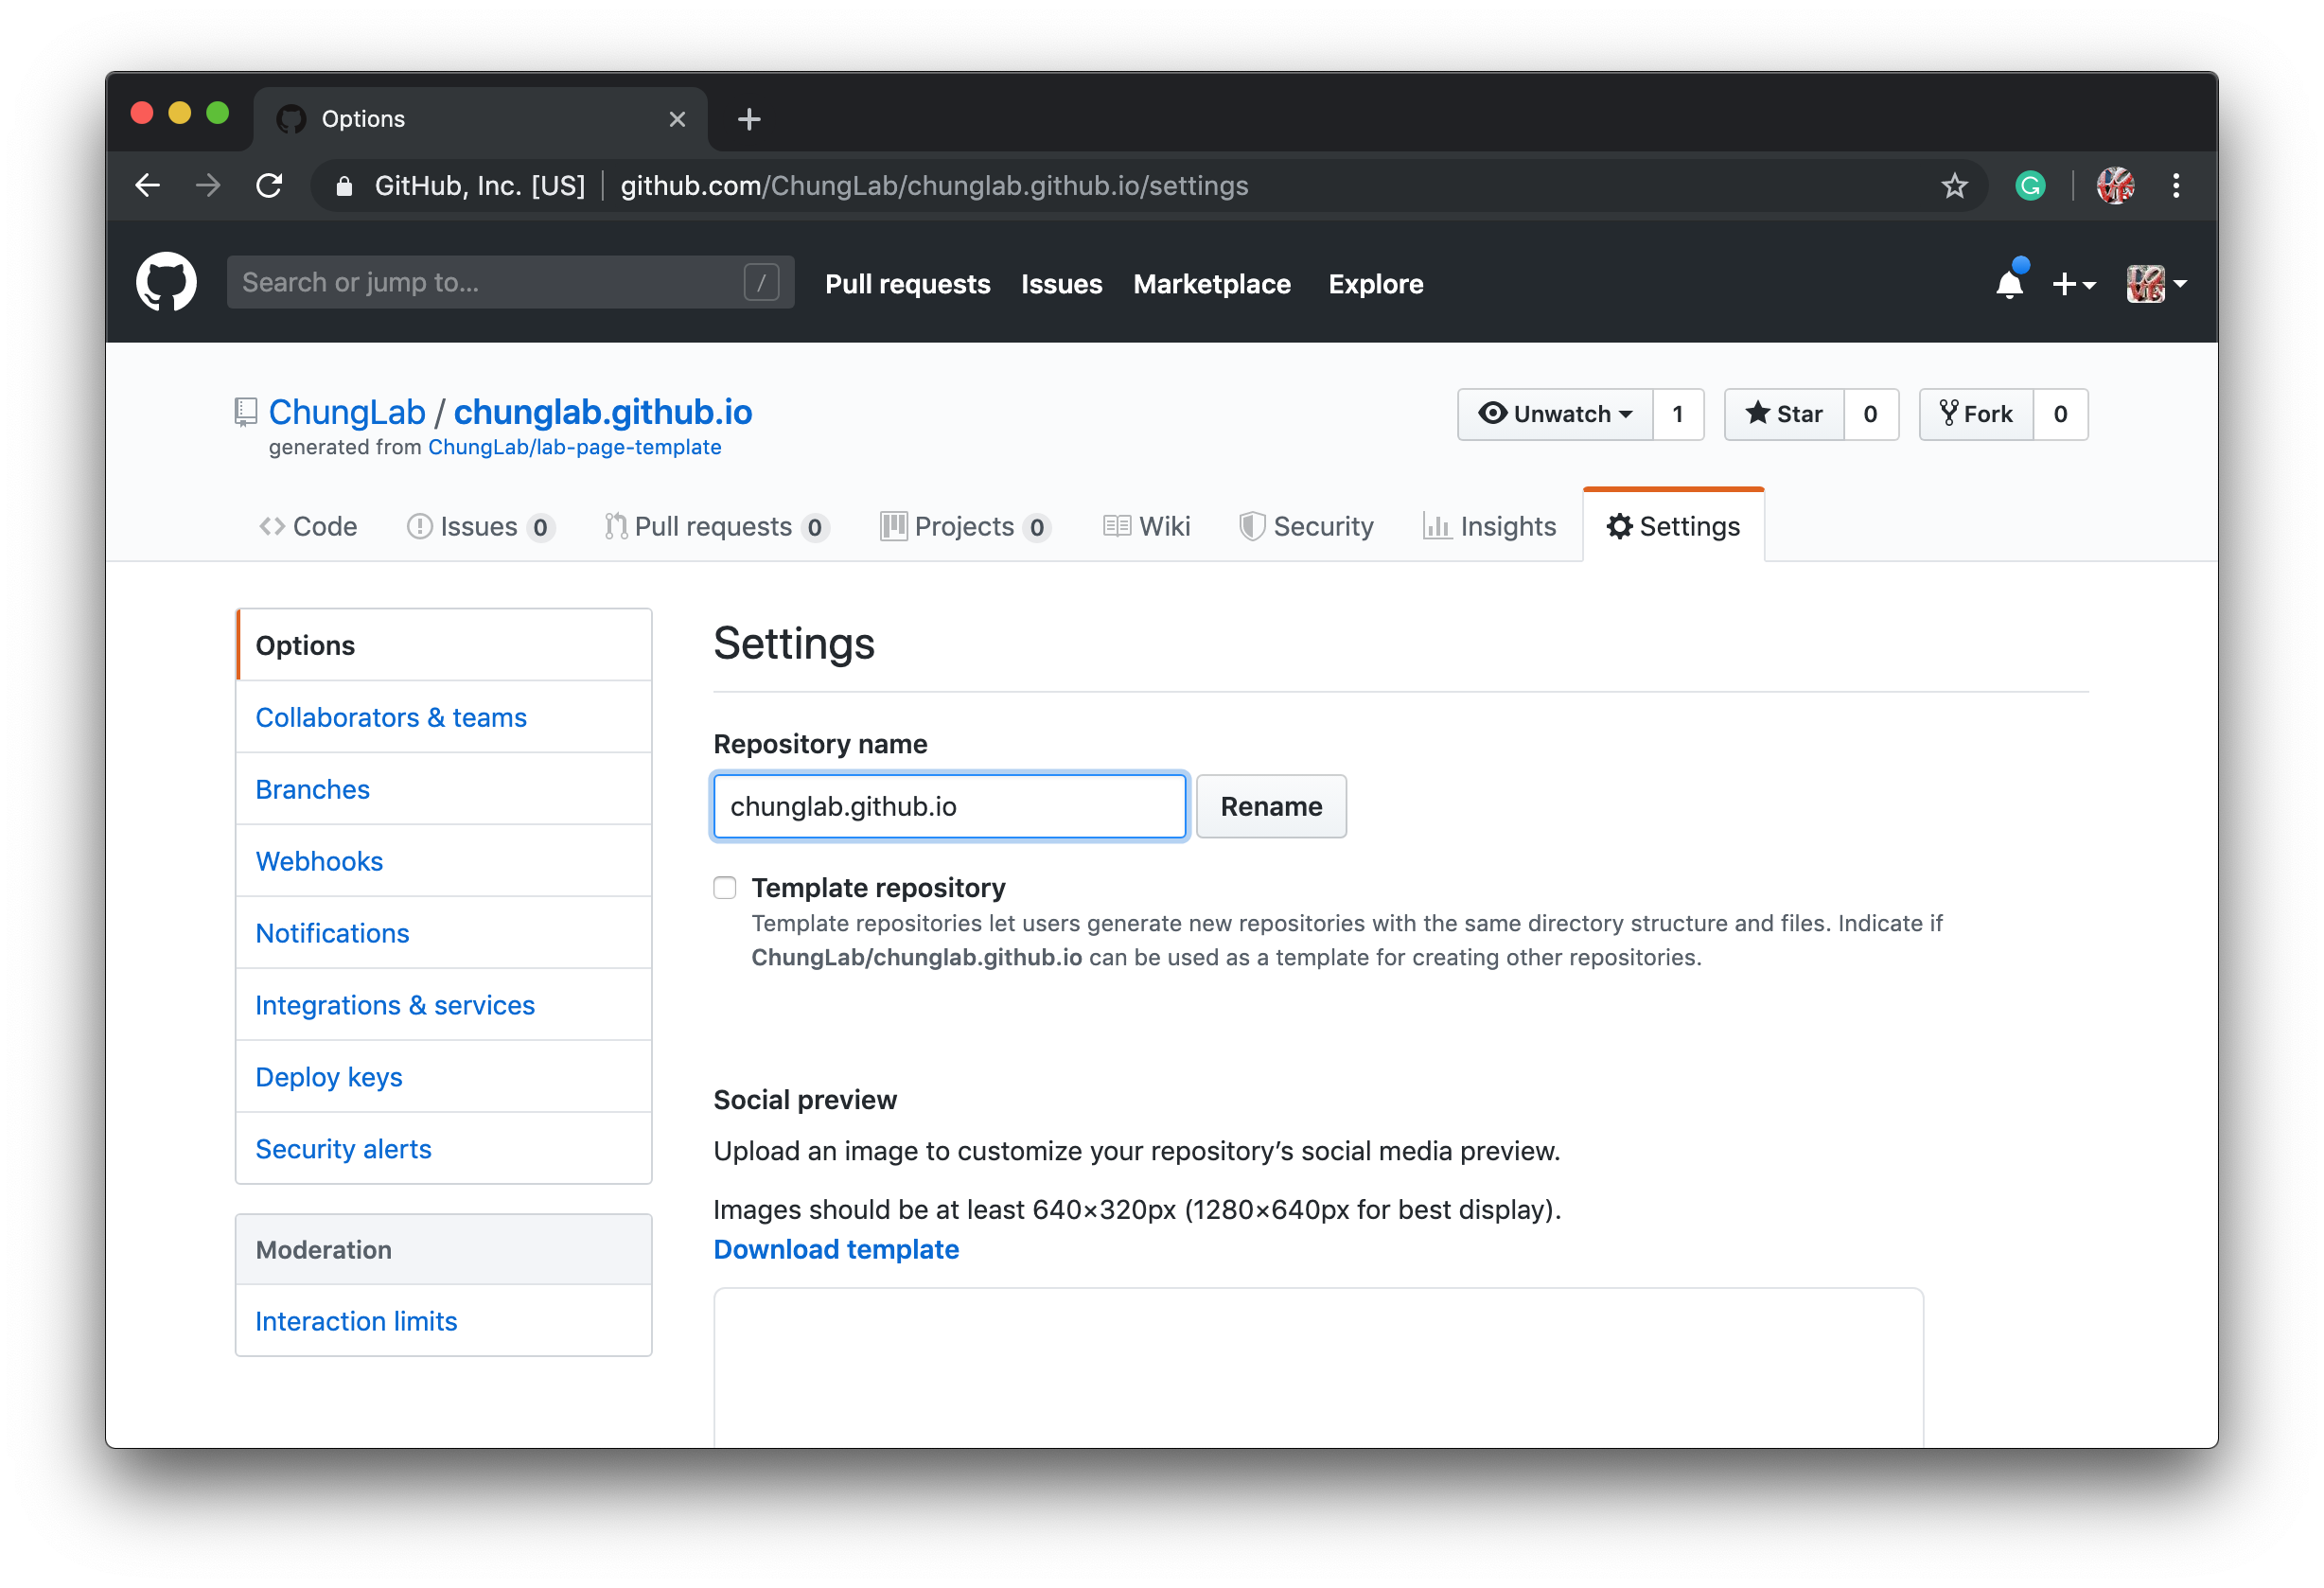 Options
GitHub, Inc. [US] github.com/ChungLab/chunglab.github.io/settings
Search or jump to... / Pull requests Issues Marketplace Explore
ChungLab / chunglab.github.io Unwatch 1 Star 0 Fork 0
generated from ChungLab/lab-page-template
Code Issues 0 Pull requests 0 Projects 0 Wiki Security Insights Settings
Options
Collaborators & teams
Branches
Webhooks
Notifications
Integrations & services
Deploy keys
Security alerts
Moderation
Interaction limits
Settings
Repository name
chunglab.github.io Rename
Template repository
Template repositories let users generate new repositories with the same directory structure and files. Indicate if
ChungLab/chunglab.github.io can be used as a template for creating other repositories.
Social preview
Upload an image to customize your repository’s social media preview.
Images should be at least 640×320px (1280×640px for best display).
Download template